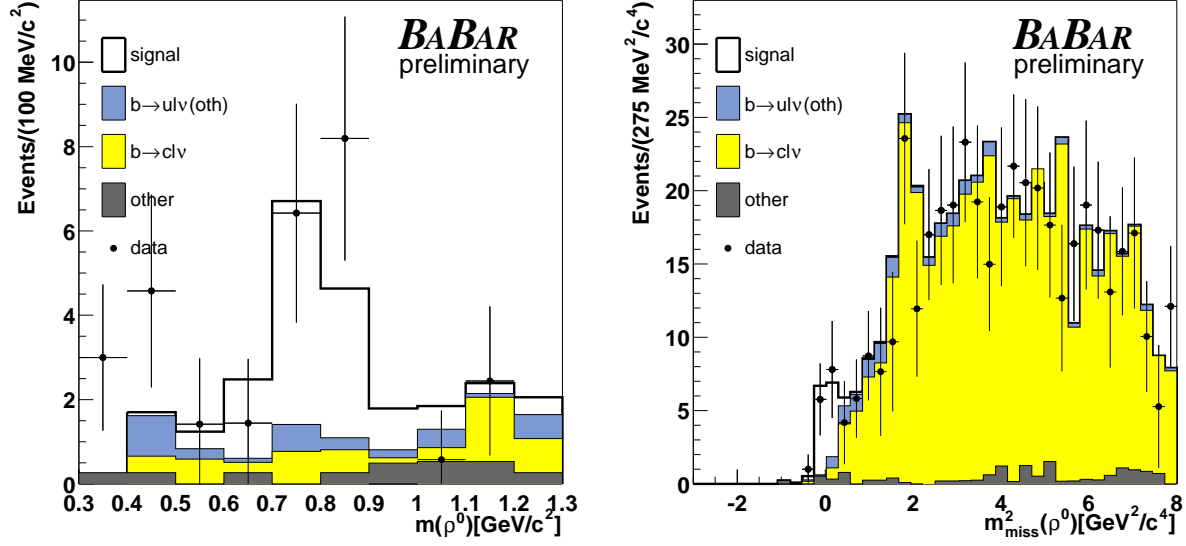 BABAR
preliminary
signal
b→ulν(oth)
b→clν
other
data
Events/(100 MeV/c²)
10
8
6
4
2
0
0.3 0.4 0.5 0.6 0.7 0.8 0.9 1 1.1 1.2 1.3
m(ρ⁰)[GeV/c²]
BABAR
preliminary
signal
b→ulν(oth)
b→clν
other
data
Events/(275 MeV²/c⁴)
30
25
20
15
10
5
0
-2 0 2 4 6 8
m²miss(ρ⁰)[GeV²/c⁴]